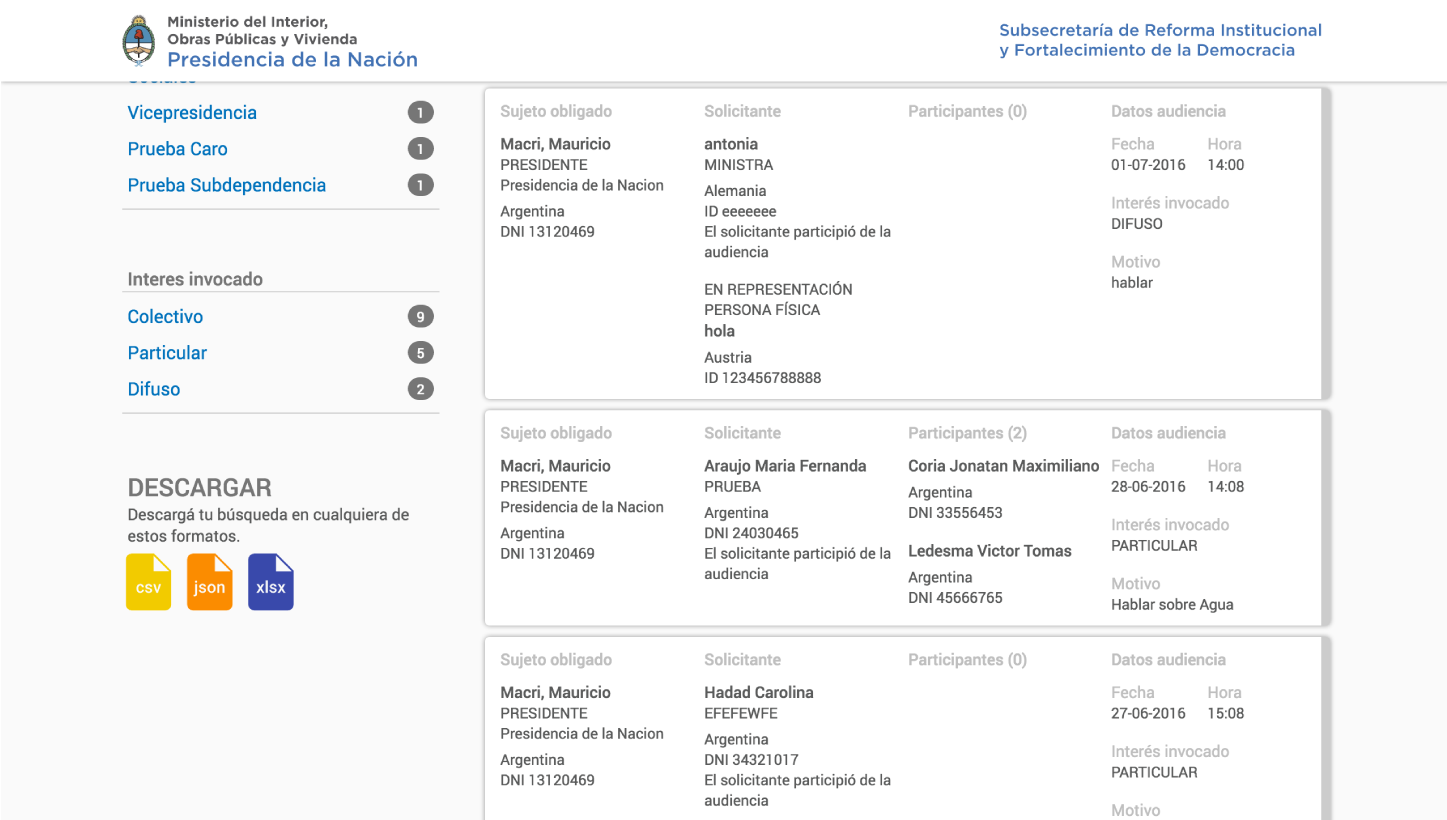 Ministerio del Interior,
Obras Públicas y Vivienda
Presidencia de la Nación
Subsecretaría de Reforma Institucional
y Fortalecimiento de la Democracia
Vicepresidencia 1
Prueba Caro 1
Prueba Subdependencia 1
Interes invocado
Colectivo 9
Particular 5
Difuso 2
DESCARGAR
Descargá tu búsqueda en cualquiera de
estos formatos.
csv json xlsx
Sujeto obligado
Macri, Mauricio
PRESIDENTE
Presidencia de la Nacion
Argentina
DNI 13120469
Solicitante
antonia
MINISTRA
Alemania
ID eeeeeee
El solicitante participió de la
audiencia
EN REPRESENTACIÓN
PERSONA FÍSICA
hola
Austria
ID 123456788888
Participantes (0)
Datos audiencia
Fecha Hora
01-07-2016 14:00
Interés invocado
DIFUSO
Motivo
hablar
Sujeto obligado
Macri, Mauricio
PRESIDENTE
Presidencia de la Nacion
Argentina
DNI 13120469
Solicitante
Araujo Maria Fernanda
PRUEBA
Argentina
DNI 24030465
El solicitante participió de la
audiencia
Participantes (2)
Coria Jonatan Maximiliano
Argentina
DNI 33556453
Ledesma Victor Tomas
Argentina
DNI 45666765
Datos audiencia
Fecha Hora
28-06-2016 14:08
Interés invocado
PARTICULAR
Motivo
Hablar sobre Agua
Sujeto obligado
Macri, Mauricio
PRESIDENTE
Presidencia de la Nacion
Argentina
DNI 13120469
Solicitante
Hadad Carolina
EFEFEWFE
Argentina
DNI 34321017
El solicitante participió de la
audiencia
Participantes (0)
Datos audiencia
Fecha Hora
27-06-2016 15:08
Interés invocado
PARTICULAR
Motivo